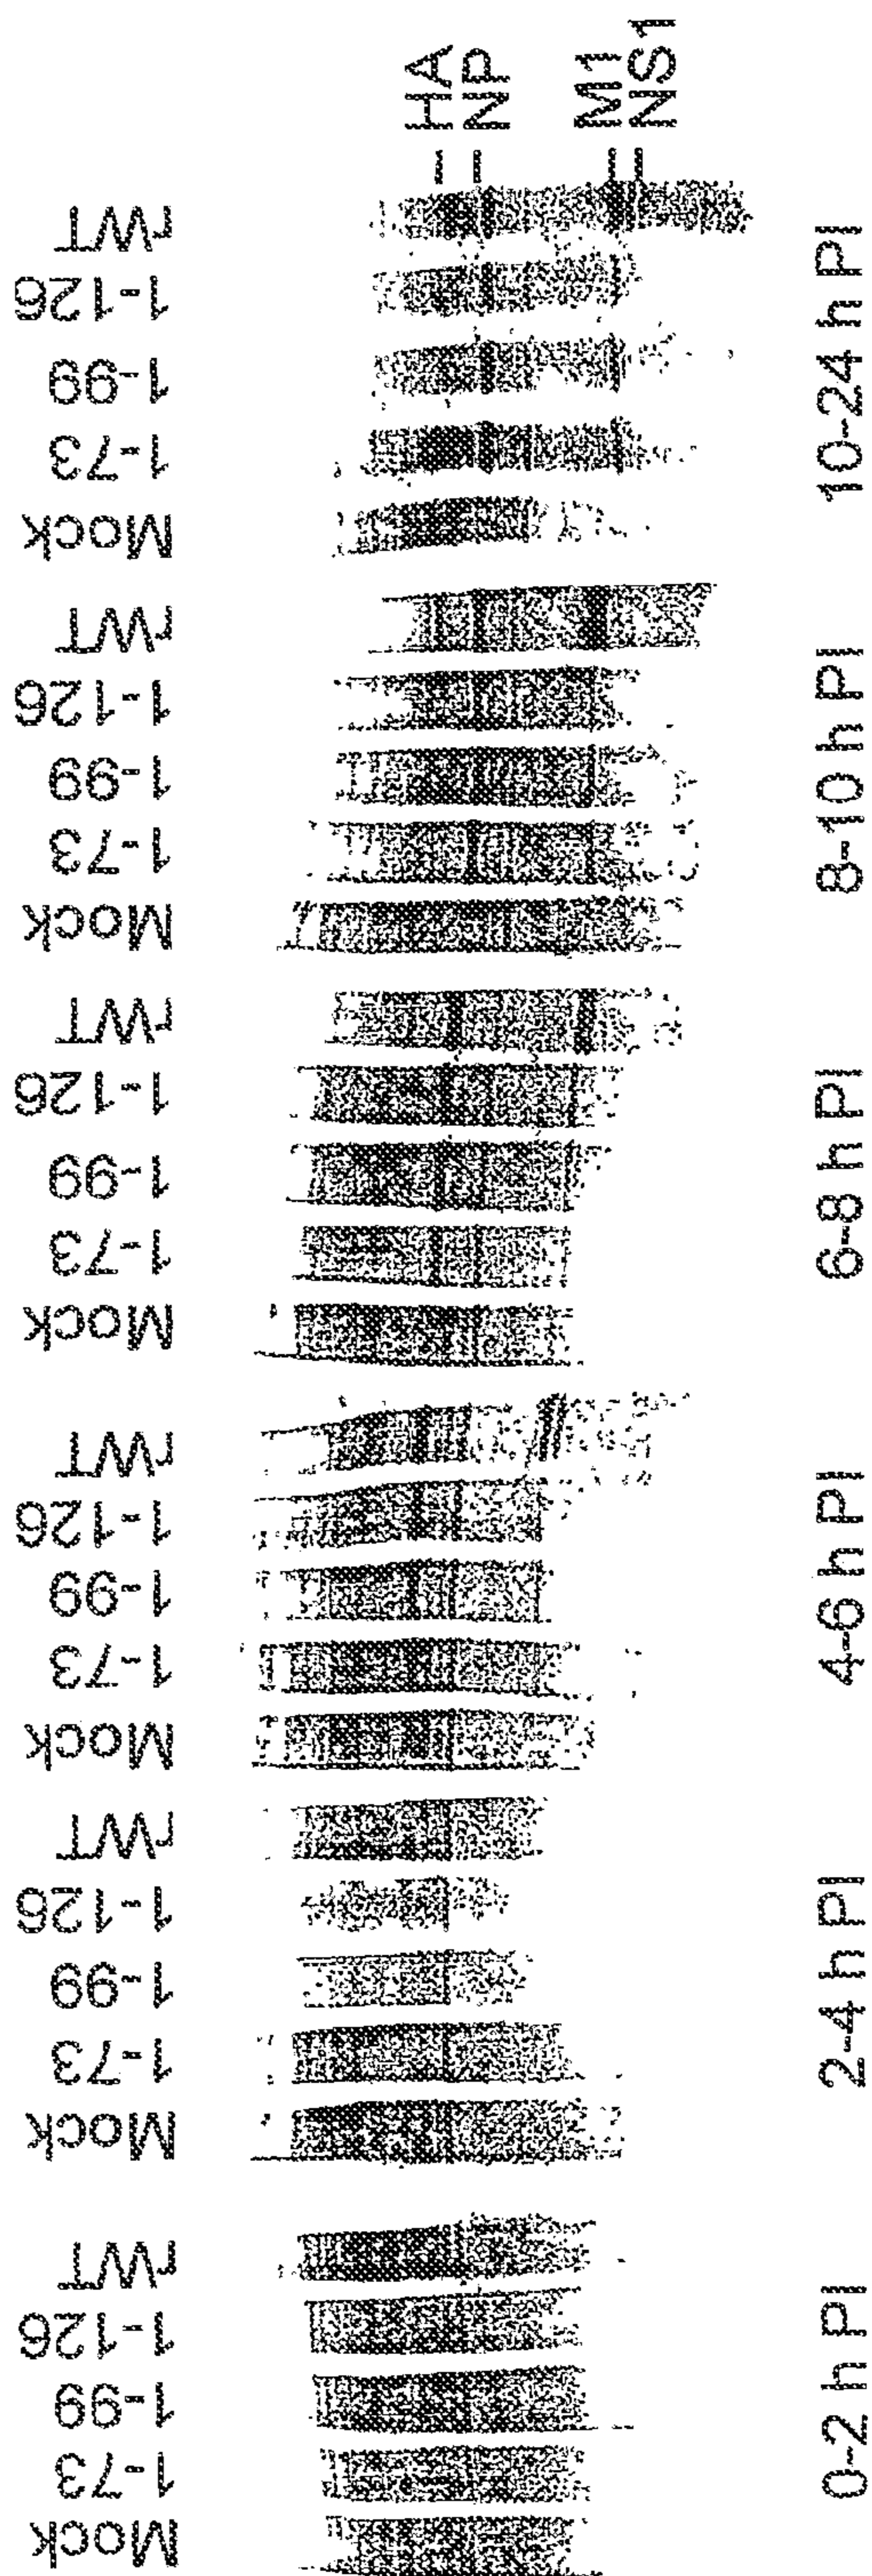 Mock 1-73 1-99 1-126 rWT Mock 1-73 1-99 1-126 rWT Mock 1-73 1-99 1-126 rWT Mock 1-73 1-99 1-126 rWT Mock 1-73 1-99 1-126 rWT Mock 1-73 1-99 1-126 rWT
HA
NP
M1
NS1
0-2 h PI 2-4 h PI 4-6 h PI 6-8 h PI 8-10 h PI 10-24 h PI